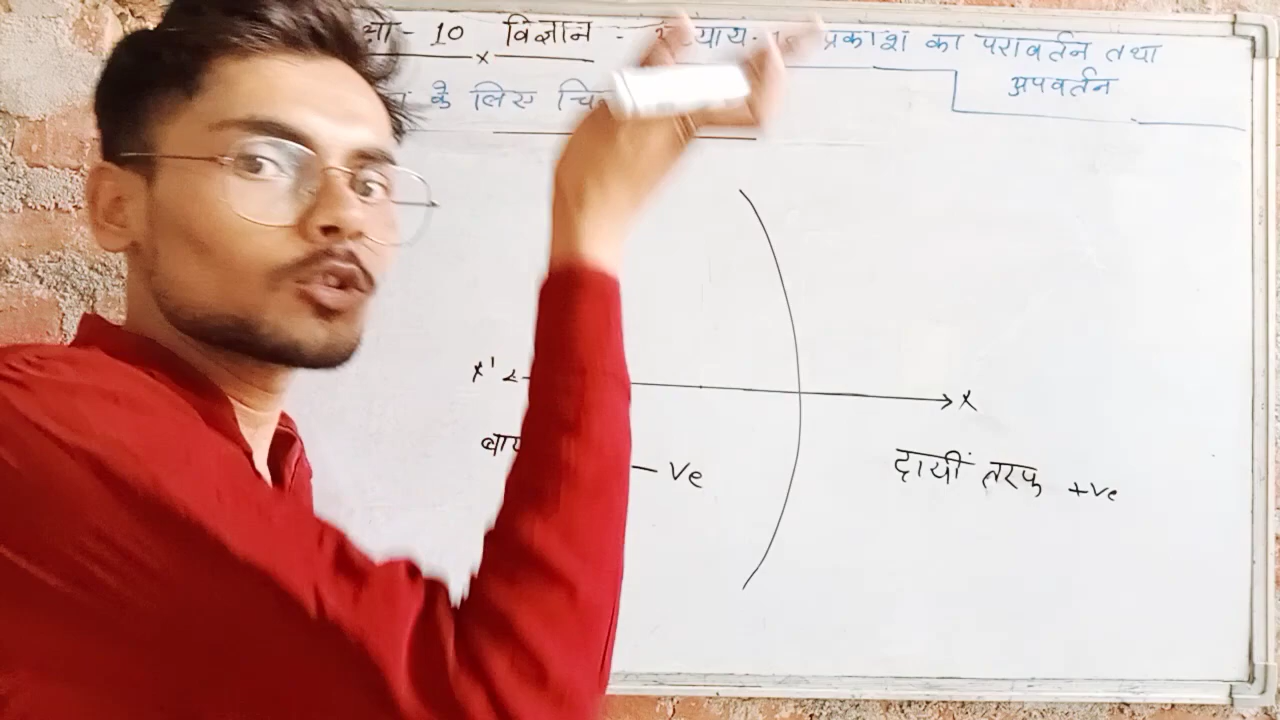 10 विज्ञान - प्रकाश का परावर्तन तथा
अपवर्तन
के लिए
X' X
- Ve
दायीं तरफ +Ve